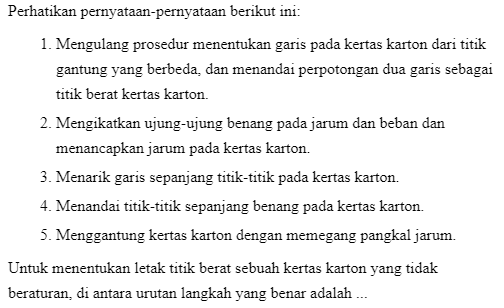 Perhatikan pernyataan-pernyataan berikut ini:
1. Mengulang prosedur menentukan garis pada kertas karton dari titik
gantung yang berbeda, dan menandai perpotongan dua garis sebagai
titik berat kertas karton.
2. Mengikatkan ujung-ujung benang pada jarum dan beban dan
menancapkan jarum pada kertas karton.
3. Menarik garis sepanjang titik-titik pada kertas karton.
4. Menandai titik-titik sepanjang benang pada kertas karton.
5. Menggantung kertas karton dengan memegang pangkal jarum.
Untuk menentukan letak titik berat sebuah kertas karton yang tidak
beraturan, di antara urutan langkah yang benar adalah ...